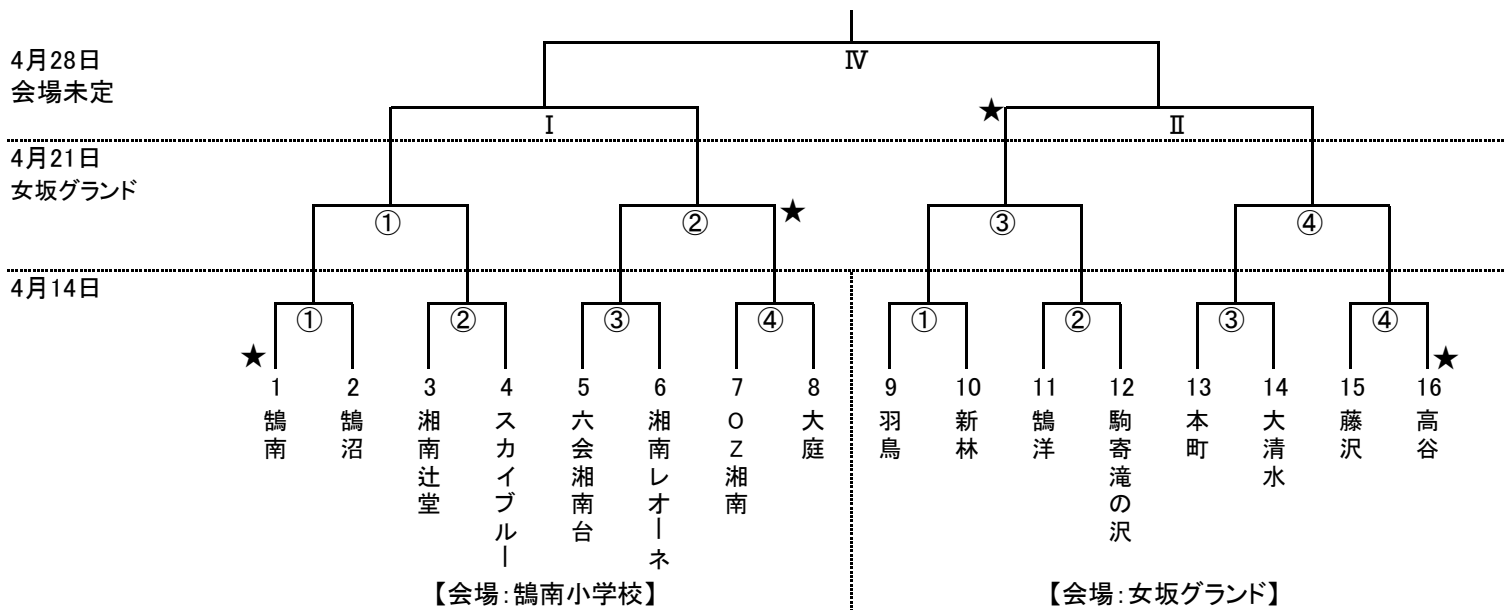 4月28日
会場未定
Ⅳ
★
Ⅰ
Ⅱ
4月21日
女坂グランド
①
②
★
③
④
4月14日
①
②
③
④
①
②
③
④
★
★
1
2
3
4
5
6
7
8
9
10
11
12
13
14
15
16
鵠南
鵠沼
湘南辻堂
スカイブルー
六会湘南台
湘南レオーネ
OZ湘南
大庭
羽鳥
新林
鵠洋
駒寄滝の沢
本町
大清水
藤沢
高谷
【会場:鵠南小学校】
【会場:女坂グランド】